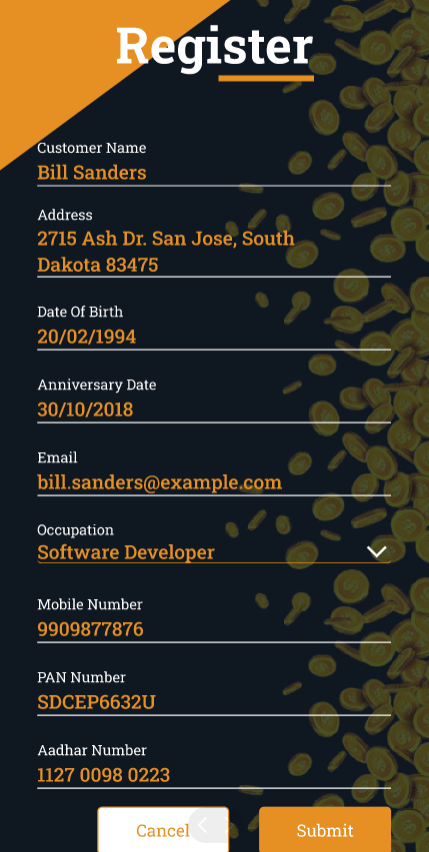 Register
Customer Name
Bill Sanders
Address
2715 Ash Dr. San Jose, South
Dakota 83475
Date Of Birth
20/02/1994
Anniversary Date
30/10/2018
Email
bill.sanders@example.com
Occupation
Software Developer
Mobile Number
9909877876
PAN Number
SDCEP6632U
Aadhar Number
1127 0098 0223
Cancel Submit